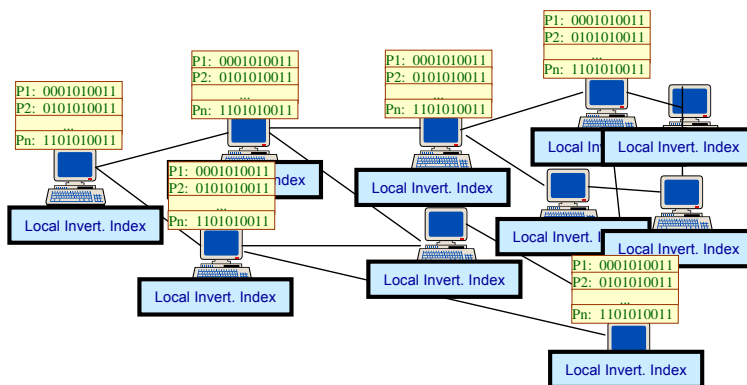 P1: 0001010011
P2: 0101010011
...
Pn: 1101010011
Local Invert. Index
P1: 0001010011
P2: 0101010011
...
Pn: 1101010011
Index
P1: 0001010011
P2: 0101010011
...
Pn: 1101010011
Local Invert. Index
P1: 0001010011
P2: 0101010011
...
Pn: 1101010011
Local Invert. Index
P1: 0001010011
P2: 0101010011
...
Pn: 1101010011
Local In
Local Invert. Index
Local Invert. I
Local Invert. Index
Local Invert. Index
P1: 0001010011
P2: 0101010011
...
Pn: 1101010011
Local Invert. Index